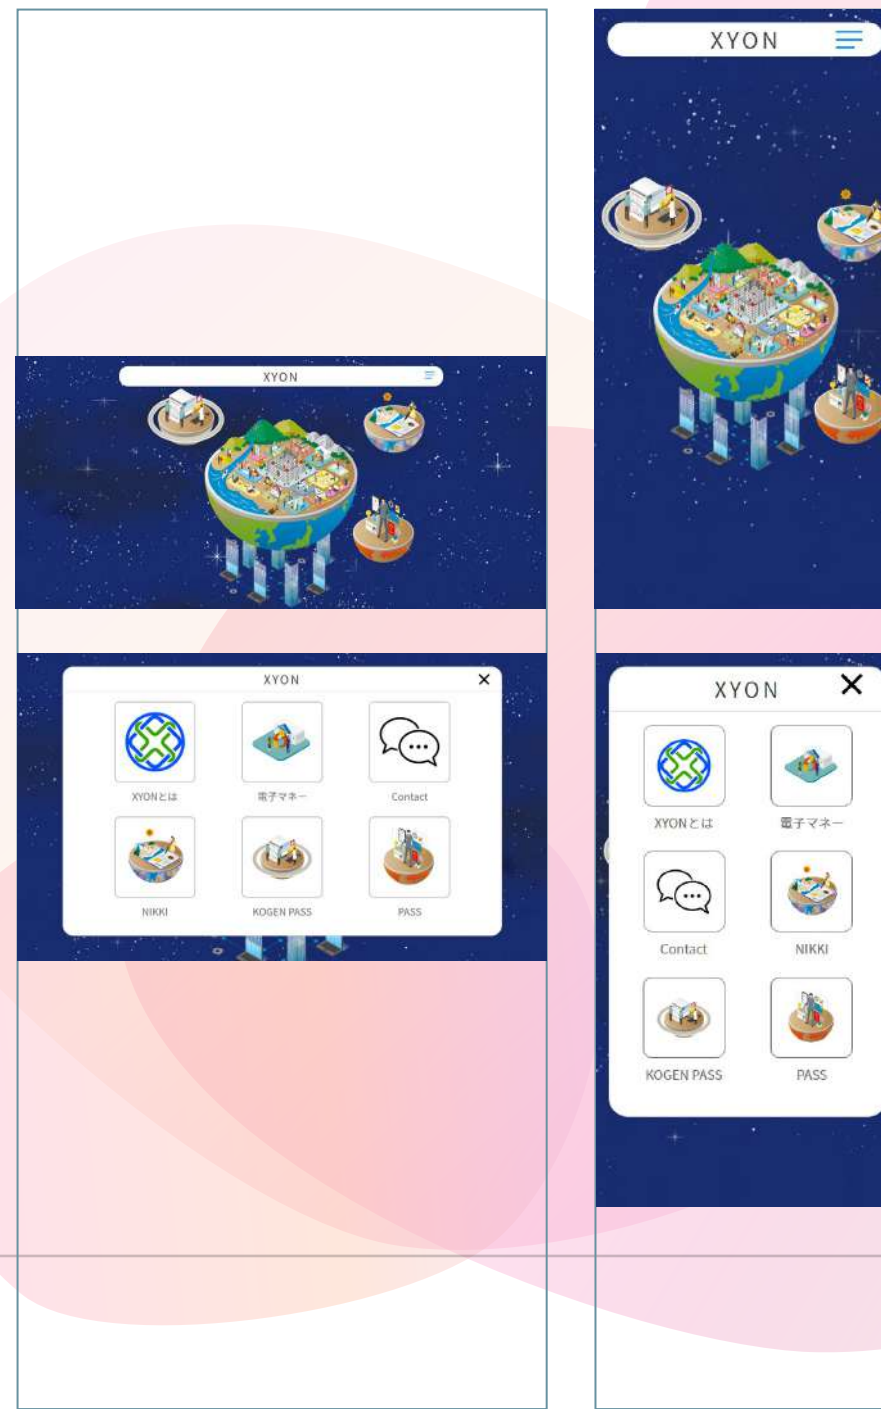 XYON
XYON
XYONとは
電子マネー
Contact
NIKKI
KOGEN PASS
PASS
XYON
XYON
XYONとは
電子マネー
Contact
NIKKI
KOGEN PASS
PASS